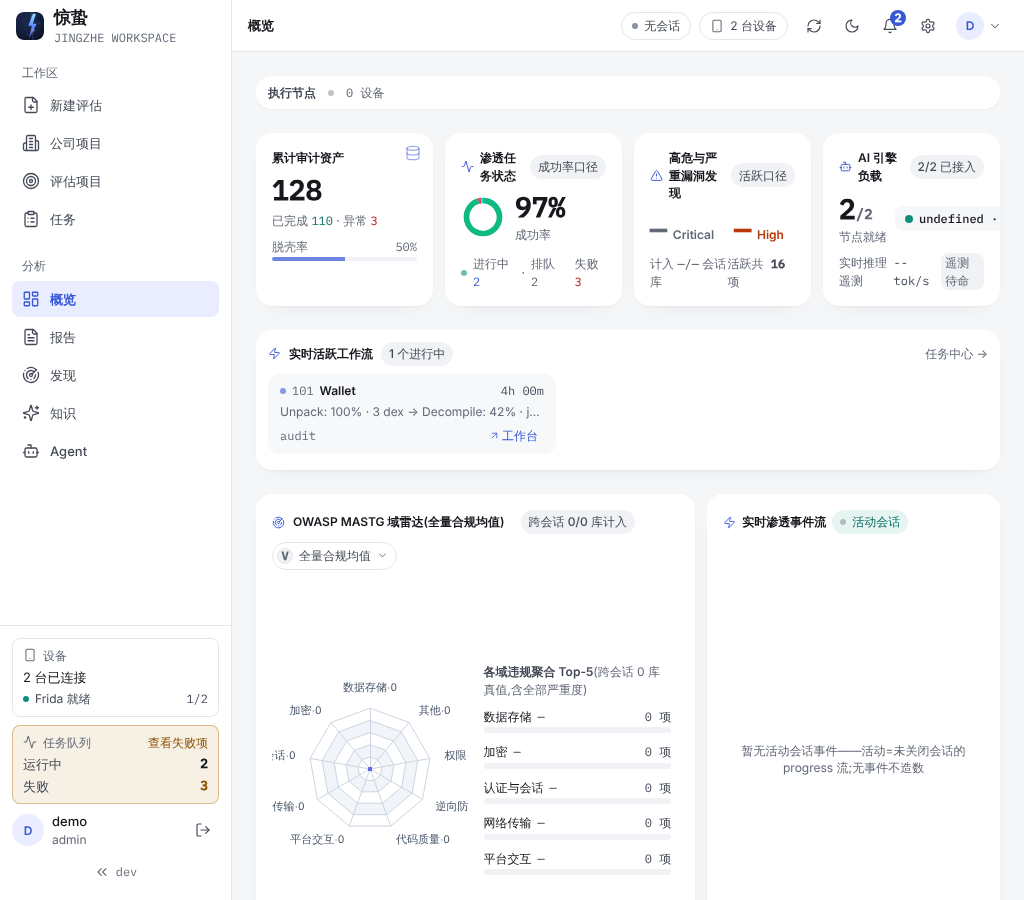 惊蛰
JINGZHE WORKSPACE
工作区
新建评估
公司项目
评估项目
任务
分析
概览
报告
发现
知识
Agent
设备
2 台已连接
Frida 就绪 1/2
任务队列 查看失败项
运行中 2
失败 3
D demo
admin
dev
概览
无会话
2 台设备
2
D
执行节点 0 设备
累计审计资产
128
已完成 110 · 异常 3
脱壳率 50%
渗透任
务状态
成功率口径
97%
成功率
进行中 · 排队 失败
2 2 3
高危与严
重漏洞发
现
活跃口径
Critical High
计入 —/— 会话 活跃共 16
库 项
AI 引擎
负载
2/2 已接入
2/2 undefined ·
节点就绪
实时推理 -- 遥测
遥测 tok/s 待命
实时活跃工作流 1 个进行中 任务中心 →
101 Wallet 4h 00m
Unpack: 100% · 3 dex → Decompile: 42% · j...
audit 工作台
OWASP MASTG 域雷达(全量合规均值) 跨会话 0/0 库计入
V 全量合规均值
数据存储·0
加密·0 其他·0
话·0 权限
传输·0 逆向防
平台交互·0 代码质量·0
各域违规聚合 Top-5(跨会话 0 库
真值,含全部严重度)
数据存储 — 0 项
加密 — 0 项
认证与会话 — 0 项
网络传输 — 0 项
平台交互 — 0 项
实时渗透事件流 活动会话
暂无活动会话事件——活动=未关闭会话的
progress 流;无事件不造数